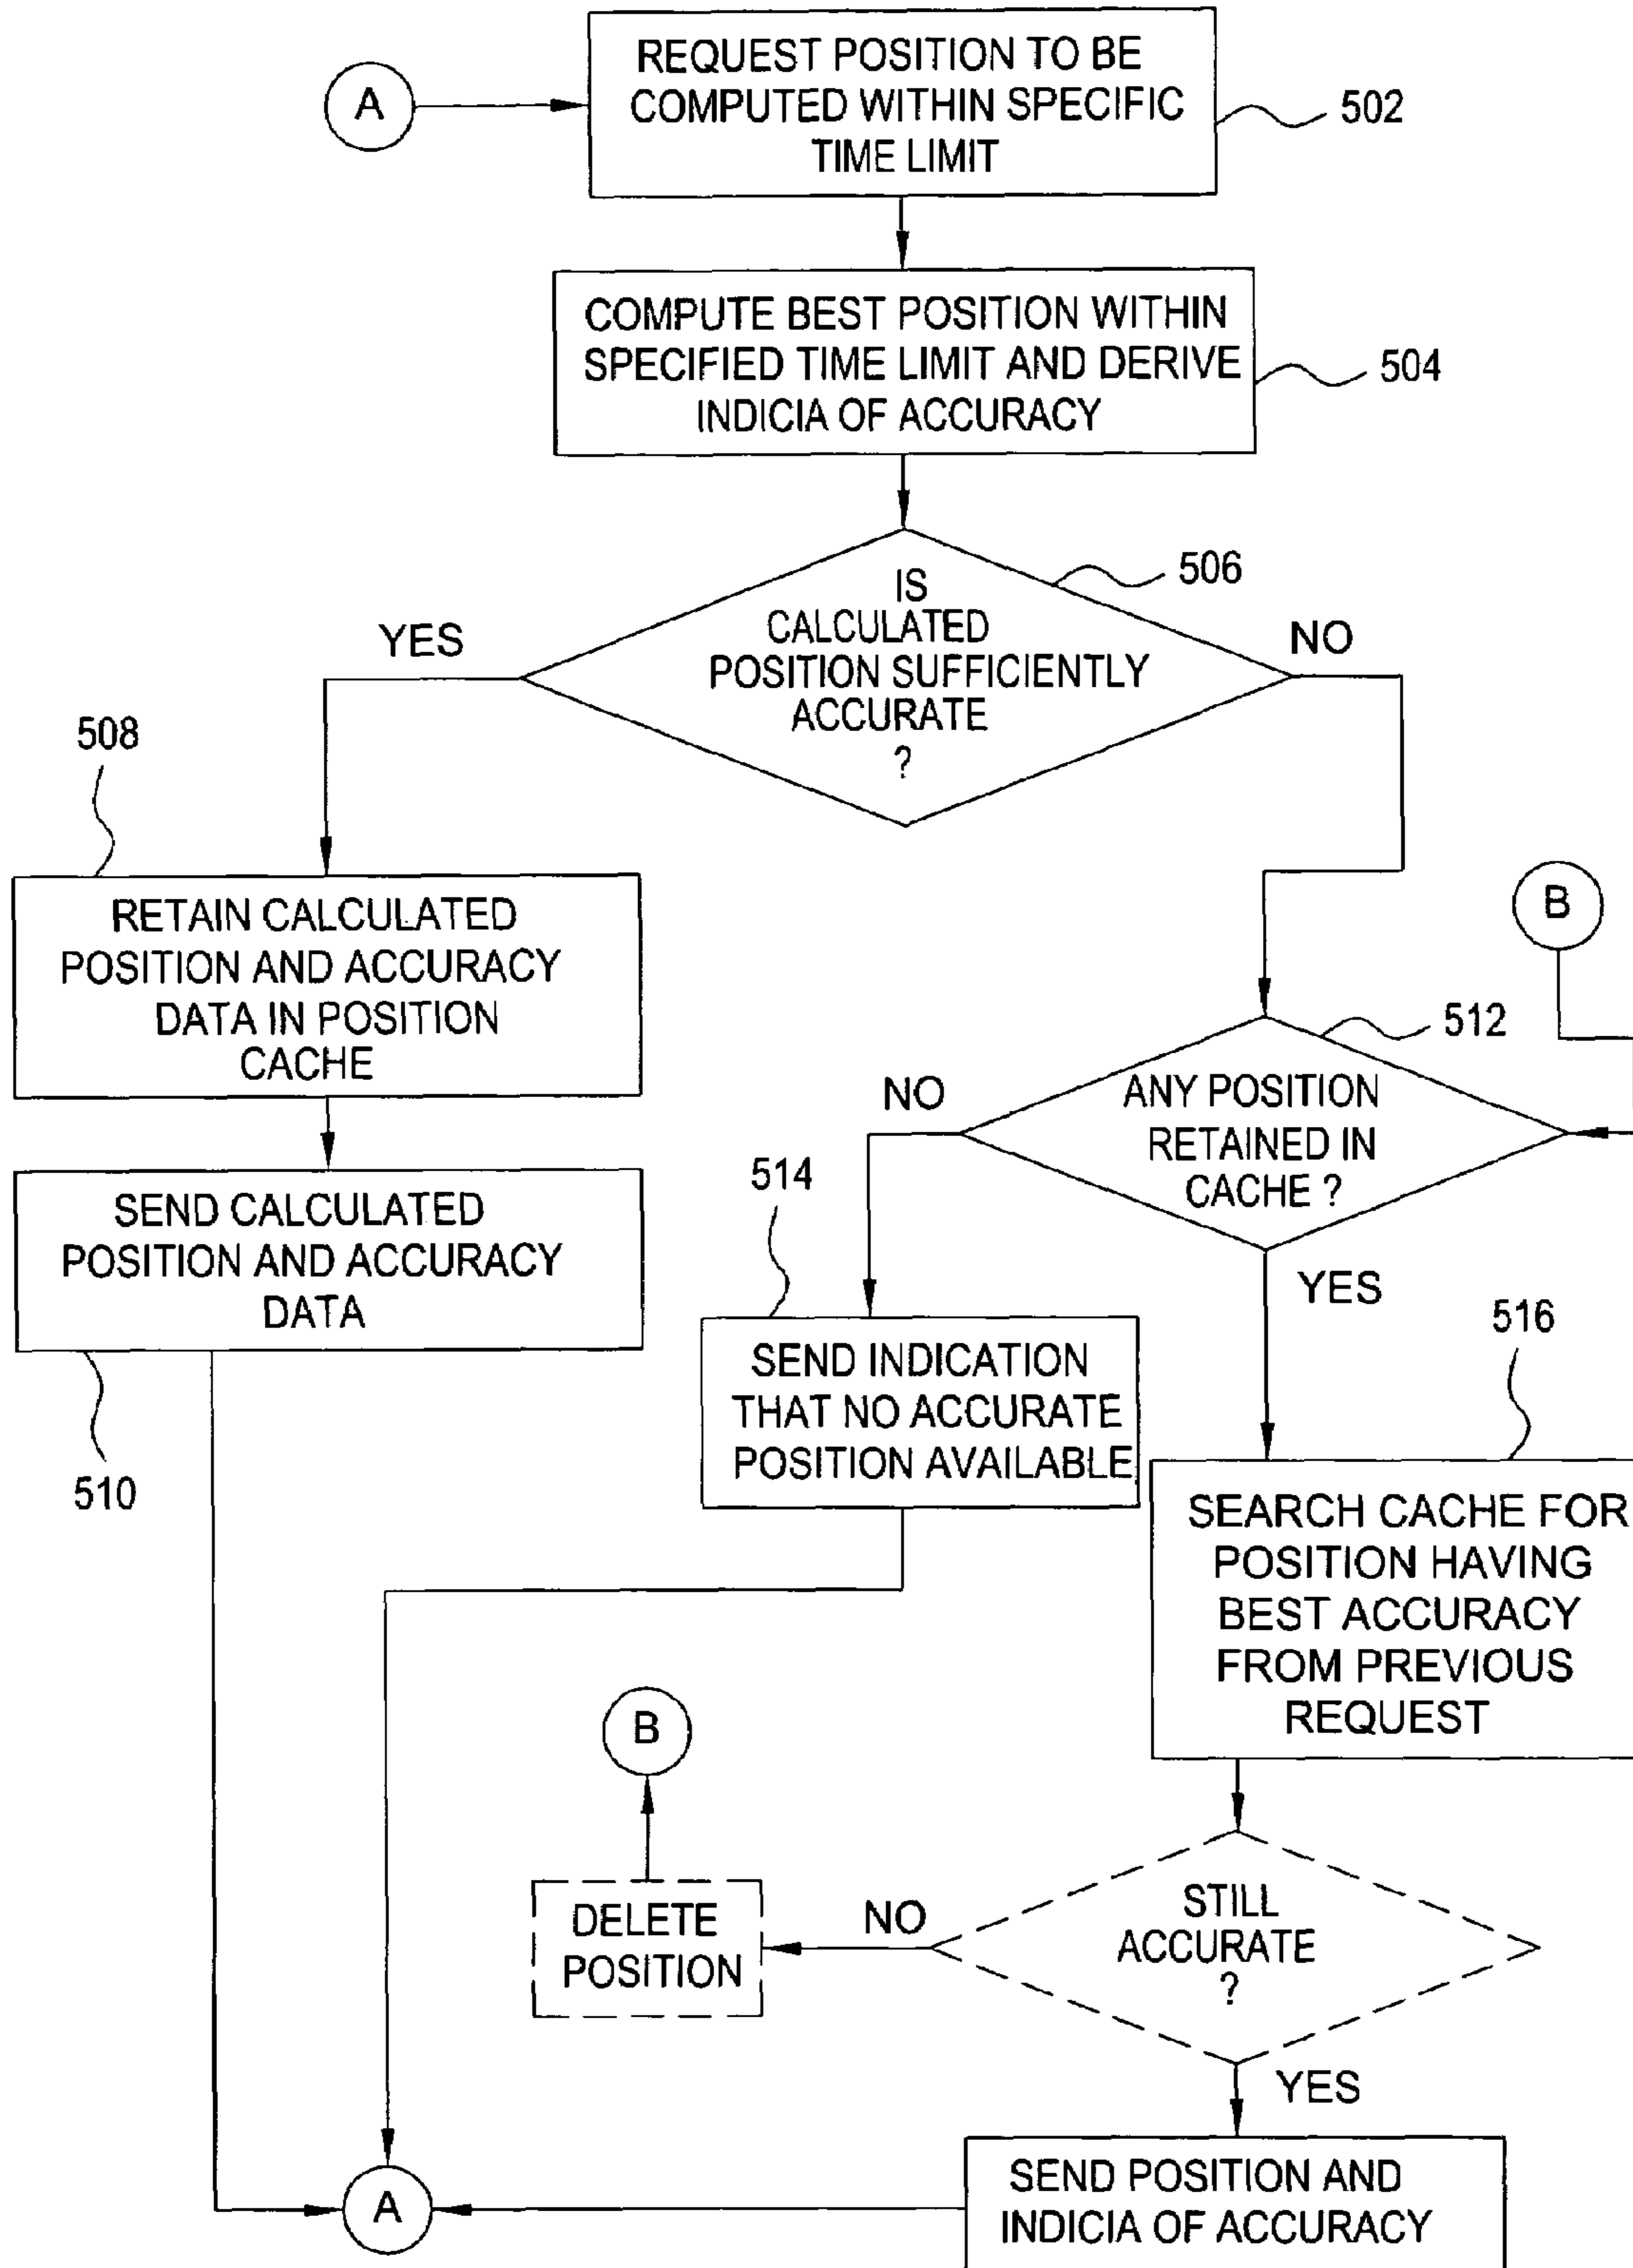 A
REQUEST POSITION TO BE
COMPUTED WITHIN SPECIFIC
TIME LIMIT
502
COMPUTE BEST POSITION WITHIN
SPECIFIED TIME LIMIT AND DERIVE
INDICIA OF ACCURACY
504
IS
CALCULATED
POSITION SUFFICIENTLY
ACCURATE
?
506
YES
NO
508
RETAIN CALCULATED
POSITION AND ACCURACY
DATA IN POSITION
CACHE
B
512
ANY POSITION
RETAINED IN
CACHE ?
NO
YES
SEND CALCULATED
POSITION AND ACCURACY
DATA
510
514
SEND INDICATION
THAT NO ACCURATE
POSITION AVAILABLE
516
SEARCH CACHE FOR
POSITION HAVING
BEST ACCURACY
FROM PREVIOUS
REQUEST
B
DELETE
POSITION
NO
STILL
ACCURATE
?
YES
A
SEND POSITION AND
INDICIA OF ACCURACY